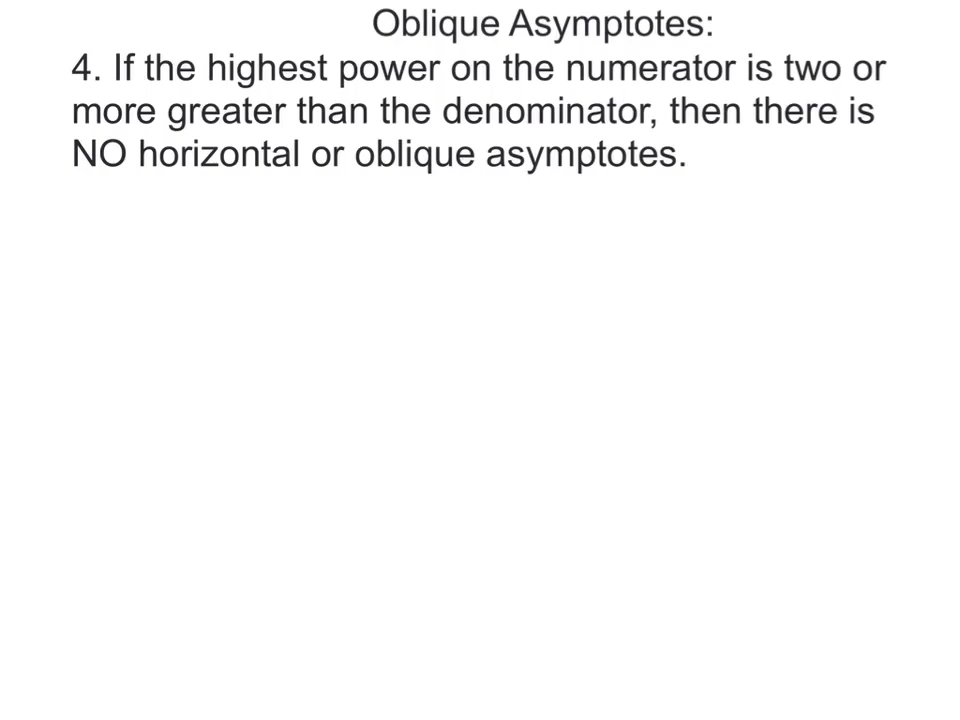 Oblique Asymptotes:
4. If the highest power on the numerator is two or
more greater than the denominator, then there is
NO horizontal or oblique asymptotes.